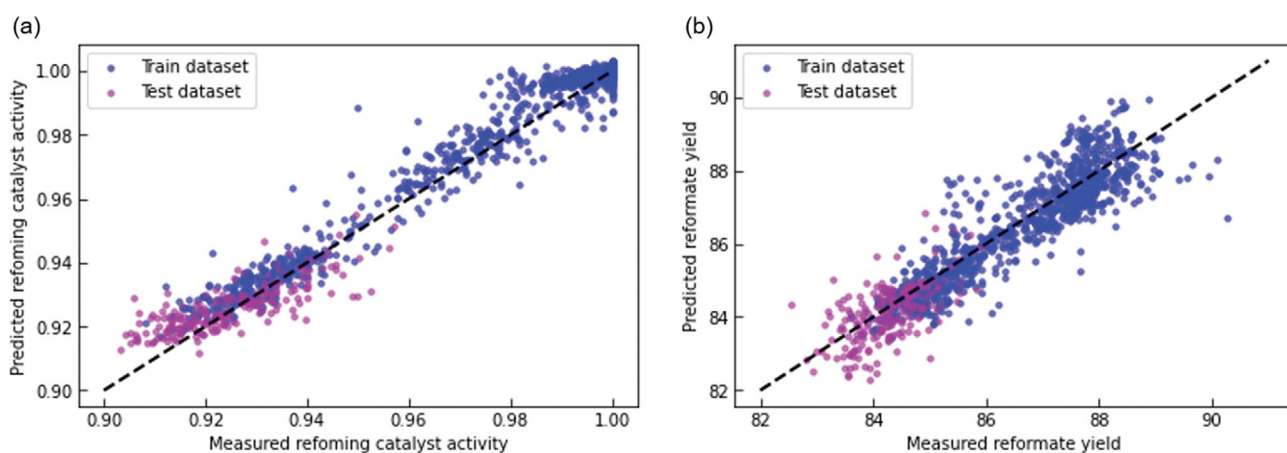 (a)
Train dataset
Test dataset
1.00
0.98
0.96
0.94
0.92
0.90
Predicted refoming catalyst activity
0.90 0.92 0.94 0.96 0.98 1.00
Measured refoming catalyst activity
(b)
Train dataset
Test dataset
90
88
86
84
82
Predicted reformate yield
82 84 86 88 90
Measured reformate yield